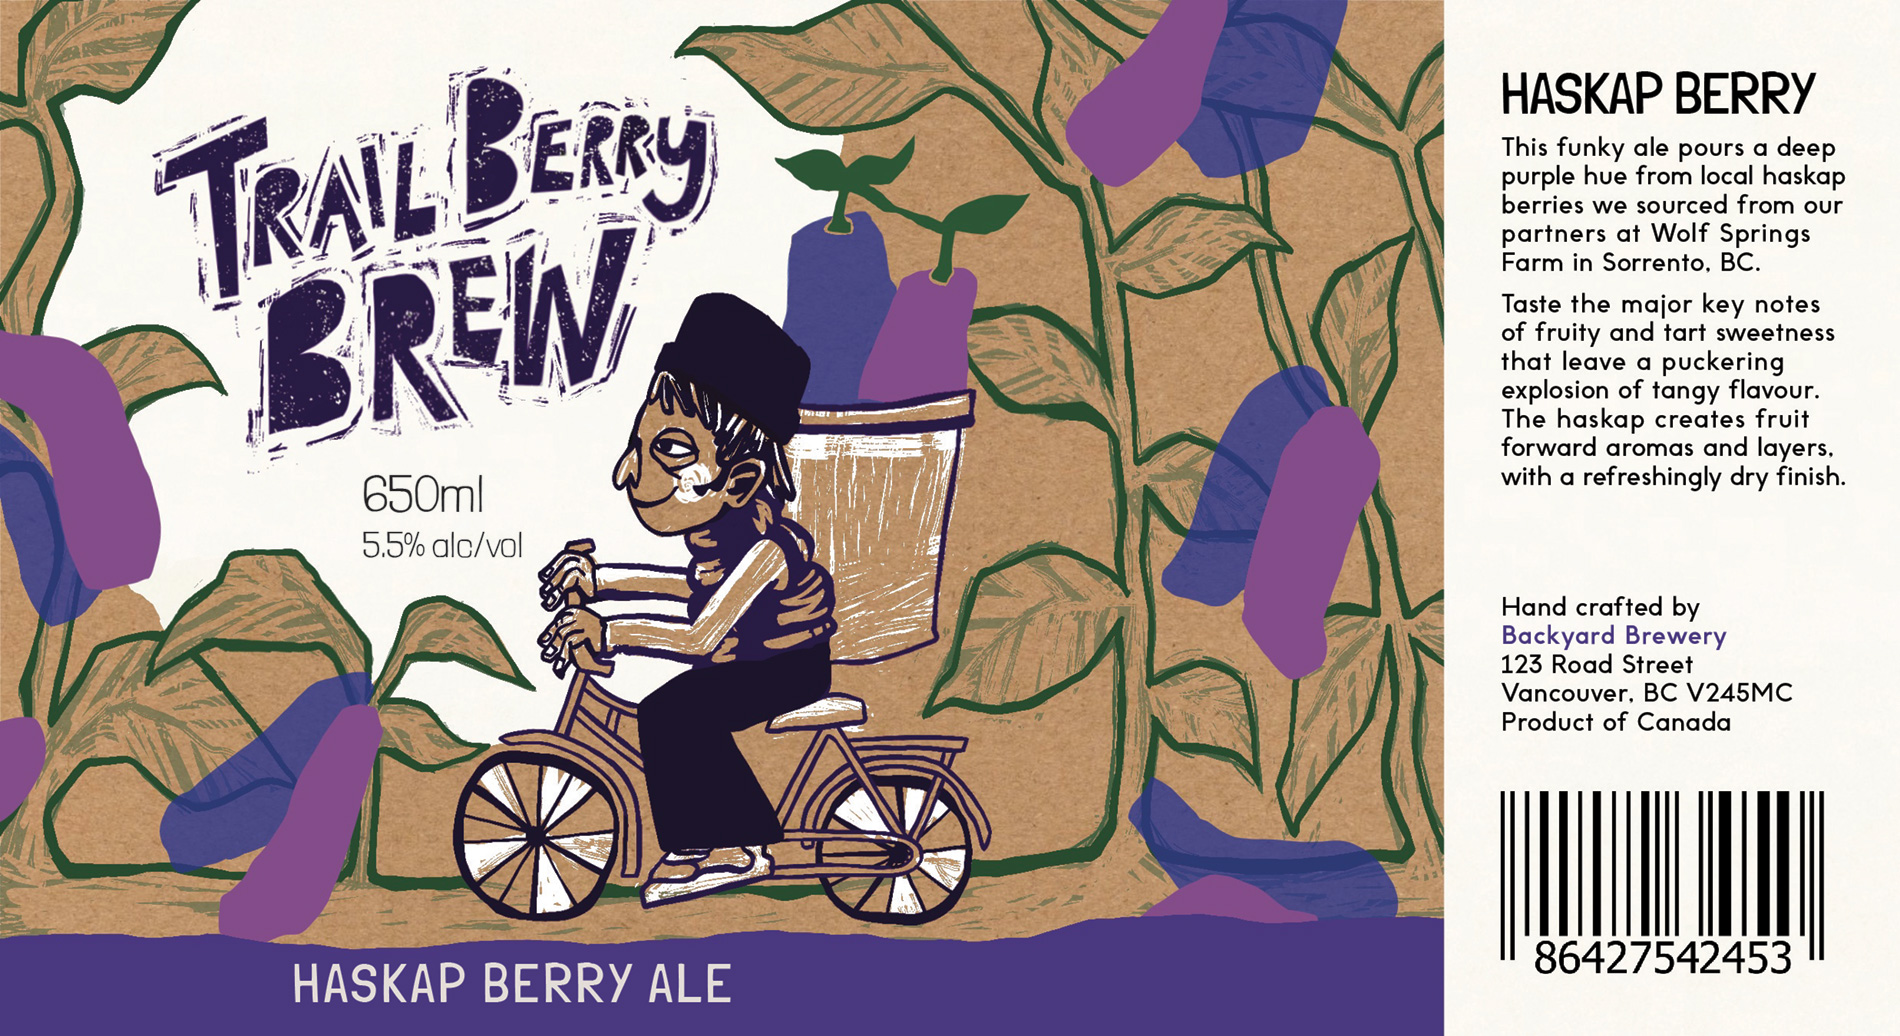 TRAIL BERRY
BREW
650ml
5.5% alc/vol
HASKAP BERRY ALE
HASKAP BERRY
This funky ale pours a deep
purple hue from local haskap
berries we sourced from our
partners at Wolf Springs
Farm in Sorrento, BC.
Taste the major key notes
of fruity and tart sweetness
that leave a puckering
explosion of tangy flavour.
The haskap creates fruit
forward aromas and layers,
with a refreshingly dry finish.
Hand crafted by
Backyard Brewery
123 Road Street
Vancouver, BC V245MC
Product of Canada
86427542453